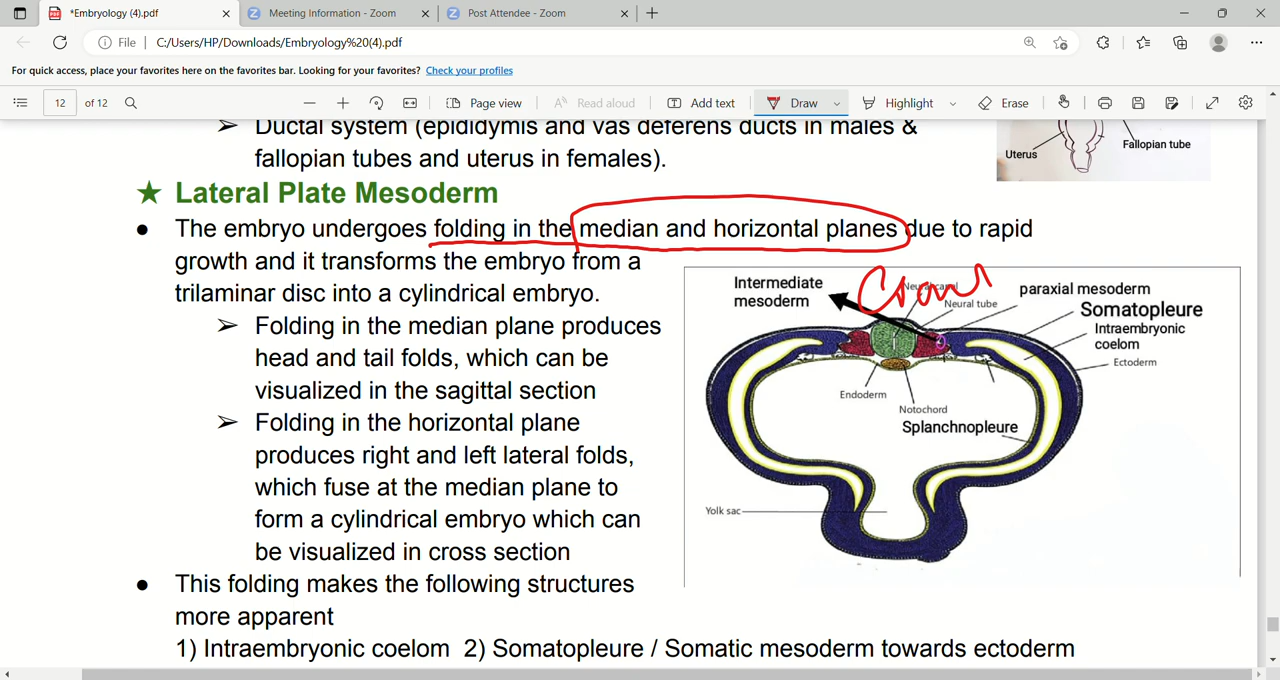 *Embryology (4).pdf
Meeting Information - Zoom
Post Attendee - Zoom
File
C:/Users/HP/Downloads/Embryology%20(4).pdf
For quick access, place your favorites here on the favorites bar. Looking for your favorites? Check your profiles
12 of 12
Page view
Read aloud
Add text
Draw
Highlight
Erase
➢ Ductal system (epididymis and vas deferens ducts in males &
fallopian tubes and uterus in females).
Uterus
Fallopian tube
★ Lateral Plate Mesoderm
● The embryo undergoes folding in the median and horizontal planes due to rapid
growth and it transforms the embryo from a
trilaminar disc into a cylindrical embryo.
➢ Folding in the median plane produces
head and tail folds, which can be
visualized in the sagittal section
➢ Folding in the horizontal plane
produces right and left lateral folds,
which fuse at the median plane to
form a cylindrical embryo which can
be visualized in cross section
● This folding makes the following structures
more apparent
1) Intraembryonic coelom 2) Somatopleure / Somatic mesoderm towards ectoderm
Intermediate
mesoderm
Neural canal
Neural tube
paraxial mesoderm
Somatopleure
Intraembryonic
coelom
Ectoderm
Endoderm
Notochord
Splanchnopleure
Yolk sac